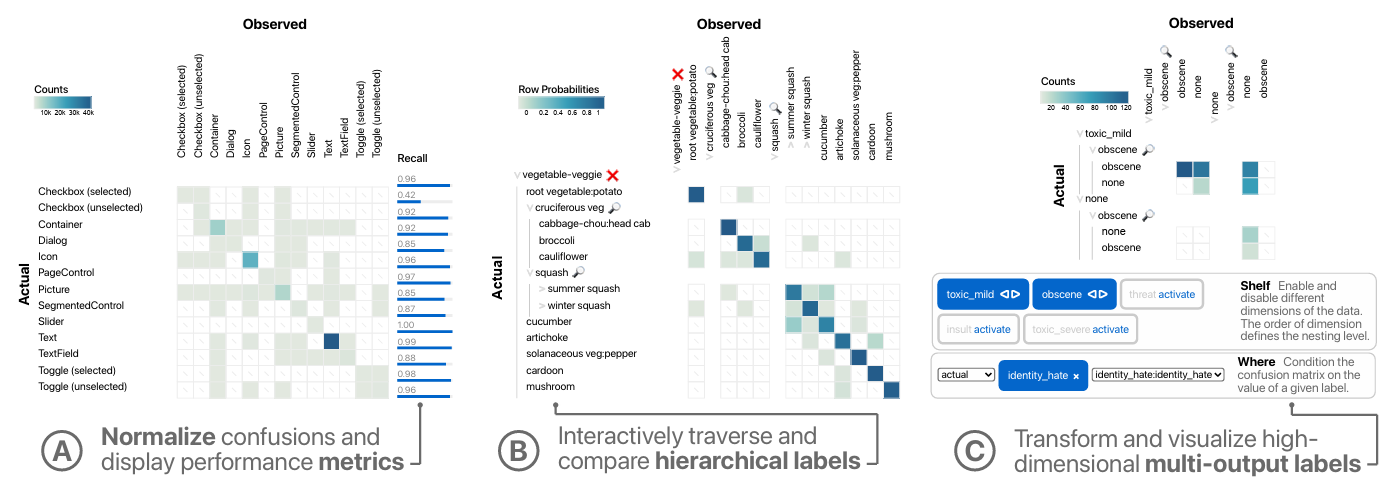 Observed
Counts
10k 20k 30k 40k
Checkbox (selected)
Checkbox (unselected)
Container
Dialog
Icon
PageControl
Picture
SegmentedControl
Slider
Text
TextField
Toggle (selected)
Toggle (unselected)
Recall
Actual
Checkbox (selected) 0.96
Checkbox (unselected) 0.42
Container 0.92
Dialog 0.92
Icon 0.85
PageControl 0.96
Picture 0.97
SegmentedControl 0.85
Slider 0.87
Text 1.00
TextField 0.99
Toggle (selected) 0.88
Toggle (unselected) 0.98
0.96
A
Normalize confusions and
display performance metrics
Observed
Row Probabilities
0 0.2 0.4 0.6 0.8 1
vegetable-veggie
root vegetable:potato
cruciferous veg
cabbage-chou:head cab
broccoli
cauliflower
squash
> summer squash
> winter squash
cucumber
artichoke
solanaceous veg:pepper
cardoon
mushroom
Actual
vegetable-veggie
root vegetable:potato
cruciferous veg
cabbage-chou:head cab
broccoli
cauliflower
squash
> summer squash
> winter squash
cucumber
artichoke
solanaceous veg:pepper
cardoon
mushroom
B
Interactively traverse and
compare hierarchical labels
Observed
Counts
20 40 60 80 100 120
toxic_mild
obscene
obscene
none
none
obscene
none
obscene
Actual
toxic_mild
obscene
obscene
none
none
obscene
none
obscene
toxic_mild
obscene
threat activate
insult activate
toxic_severe activate
Shelf Enable and
disable different
dimensions of the data.
The order of dimension
defines the nesting level.
actual
identity_hate ×
identity_hate:identity_hate
Where Condition the
confusion matrix on the
value of a given label.
C
Transform and visualize high-
dimensional multi-output labels